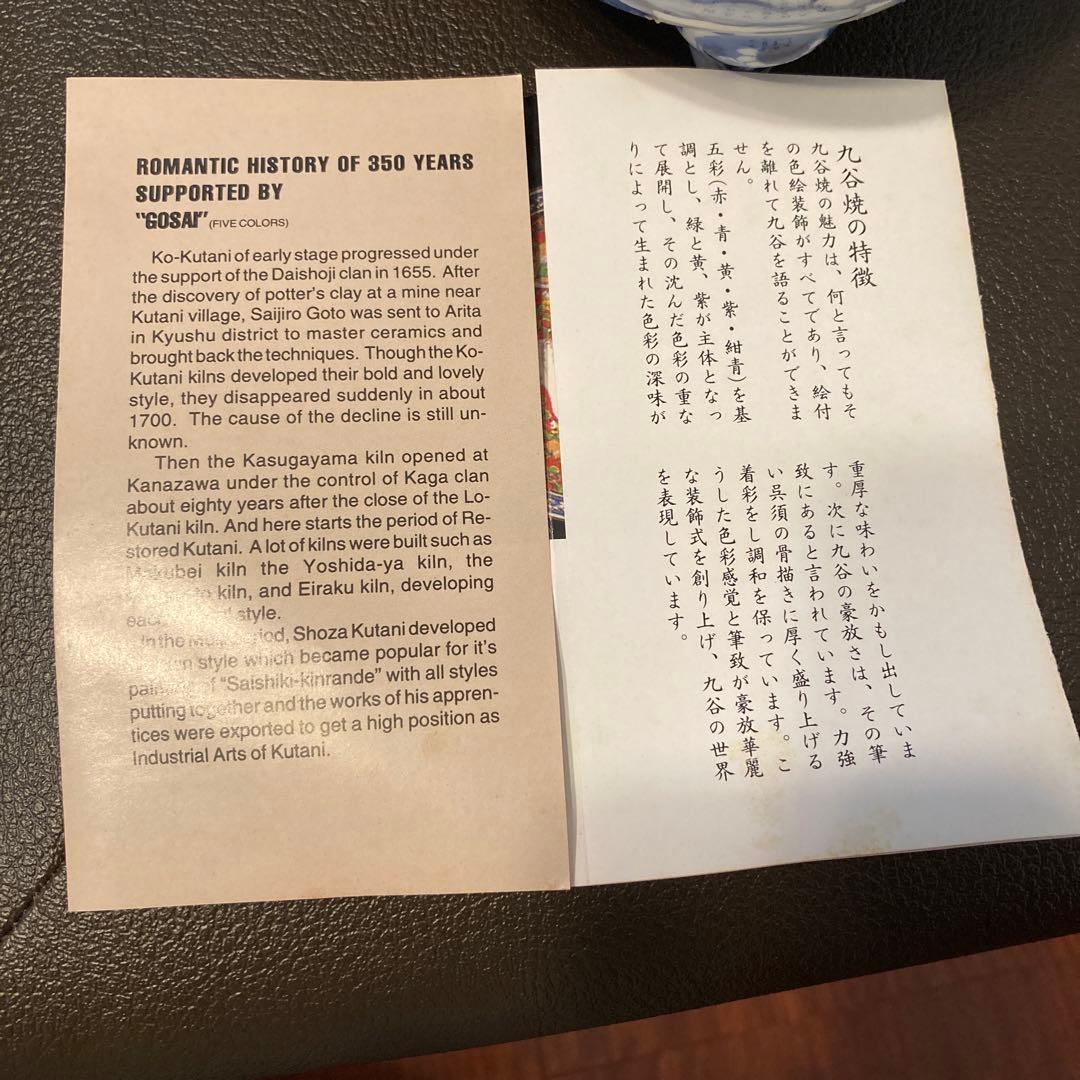 ROMANTIC HISTORY OF 350 YEARS
SUPPORTED BY
"GOSAI" (FIVE COLORS)
Ko-Kutani of early stage progressed under
the support of the Daishoji clan in 1655. After
the discovery of potter's clay at a mine near
Kutani village, Saijiro Goto was sent to Arita
in Kyushu district to master ceramics and
brought back the techniques. Though the Ko-
Kutani kilns developed their bold and lovely
style, they disappeared suddenly in about
1700. The cause of the decline is still un-
known.
Then the Kasugayama kiln opened at
Kanazawa under the control of Kaga clan
about eighty years after the close of the Lo-
Kutani kiln. And here starts the period of Re-
stored Kutani. A lot of kilns were built such as
kiln the Yoshida-ya kiln, the
kiln, and Eiraku kiln, developing
style.
In the Shoza Kutani developed
style which became popular for it's
of "Saishiki-kinrande" with all styles
putting together and the works of his appren-
tices were exported to get a high position as
Industrial Arts of Kutani.
九谷焼の特徴
九谷焼の魅力は、何と言ってもそ
の色絵装飾がすべてであり、絵付
を離れて九谷を語ることができま
せん。
五彩(赤・青・黄・紫・紺青)を基
調とし、緑と黄、紫が主体となっ
て展開し、その沈んだ色彩の重な
りによって生まれた色彩の深味が
重厚な味わいをかもし出していま
す。次に九谷の豪放さは、その筆
致にあると言われています。力強
い呉須の骨描きに厚く盛り上げる
着彩をし調和を保っています。こ
うした色彩感覚と筆致が豪放華麗
な装飾式を創り上げ、九谷の世界
を表現しています。